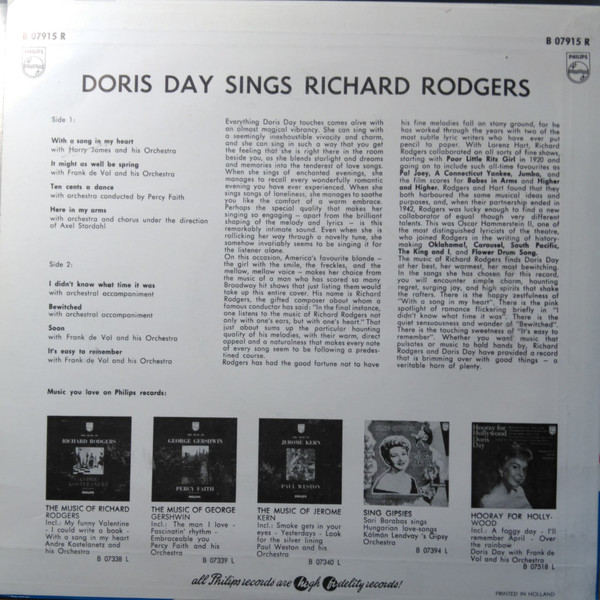 B 07915 R
B 07915 R
PHILIPS
PHILIPS
DORIS DAY SINGS RICHARD RODGERS
Side 1:
With a song in my heart
with Harry James and his Orchestra
It might as well be spring
with Frank de Vol and his Orchestra
Ten cents a dance
with orchestra conducted by Percy Faith
Here in my arms
with orchestra and chorus under the direction
of Axel Stordahl
Side 2:
I didn't know what time it was
with orchestral accompaniment
Bewitched
with orchestral accompaniment
Soon
with Frank de Vol and his Orchestra
It's easy to remember
with Frank de Vol and his Orchestra
Everything Doris Day touches comes alive with
an almost magical vibrancy. She can sing with
a seemingly inexhaustible vivacity and charm,
and she can sing in such a way that you get
the feeling that she is right there in the room
beside you, as she blends starlight and dreams
and memories into the tenderest of love songs.
When she sings of enchanted evenings, she
manages to recall every wonderfully romantic
evening you have ever experienced. When she
sings songs of loneliness, she manages to soothe
you like the comfort of a warm embrace.
Perhaps the special quality that makes her
singing so engaging – apart from the brilliant
shaping of the melody and lyrics – is this
remarkably intimate sound. Even when she is
rollicking her way through a novelty tune, she
somehow invariably seems to be singing it for
the listener alone.
On this occasion, America's favourite blonde –
the girl with the smile, the freckles, and the
mellow, mellow voice – makes her choice from
the music of a man who has scored so many
Broadway hit shows that just listing them would
take up this entire cover. His name is Richard
Rodgers, the gifted composer about whom a
famous conductor has said: "In the final instance,
one listens to the music of Richard Rodgers not
only with one's ears, but with one's heart." That
just about sums up the particular haunting
quality of his melodies, with their warm, direct
appeal and a naturalness that makes every note
of every song seem to be following a predes-
tined course.
Rodgers has had the good fortune not to have
his fine melodies fall on stony ground, for he
has worked through the years with two of the
most subtle lyric writers who have ever put
pencil to paper. With Lorenz Hart, Richard
Rodgers collaborated on all sorts of fine shows,
starting with Poor Little Ritz Girl in 1920 and
going on to include such all-time favourites as
Pal Joey, A Connecticut Yankee, Jumbo, and
the film scores for Babes in Arms and Higher
and Higher. Rodgers and Hart found that they
both harboured the same musical ideas and
purposes, and, when their partnership ended in
1942, Rodgers was lucky enough to find a new
collaborator of equal though very different
talents. This was Oscar Hammerstein II, one of
the most distinguished lyricists of the theatre,
who joined Rodgers in the writing of history-
making Oklahoma!, Carousel, South Pacific,
The King and I, and Flower Drum Song.
The music of Richard Rodgers finds Doris Day
at her best, her warmest, her most bewitching.
In the songs she has chosen for this record,
you will encounter simple charm, haunting
regret, surging joy, and high spirits that shake
the rafters. There is the happy zestfulness of
"With a song in my heart". There is the pink
spotlight of romance flickering briefly in "I
didn't know what time it was". There is the
quiet sensuousness and wonder of "Bewitched".
There is the touching sweetness of "It's easy to
remember". Whether you want music that
pulsates or music to hold hands by, Richard
Rodgers and Doris Day have provided a record
that is brimming over with good things – a
veritable horn of plenty.
Music you love on Philips records:
THE MUSIC OF
RICHARD RODGERS
ANDRE
KOSTELANETZ
THE MUSIC OF
GEORGE GERSHWIN
PERCY FAITH
THE MUSIC OF
JEROME KERN
PAUL WESTON
Hooray for
Hollywood
Doris
Day
THE MUSIC OF RICHARD
RODGERS
Incl.: My funny Valentine
- I could write a book -
With a song in my heart
Andre Kostelanetz and
his Orchestra
B 07338 L
THE MUSIC OF GEORGE
GERSHWIN
Incl.: The man I love -
Fascinatin' rhythm -
Embraceable you
Percy Faith and his
Orchestra
B 07339 L
THE MUSIC OF JEROME
KERN
Incl.: Smoke gets in your
eyes - Yesterdays - Look
for the silver lining
Paul Weston and his
Orchestra
B 07340 L
SING GIPSIES
Sari Barabas sings
Hungarian love-songs
Kálmán Lendvay's Gipsy
Orchestra
B 07394 L
HOORAY FOR HOLLY-
WOOD
Incl.: A foggy day - I'll
remember April - Over
the rainbow
Doris Day with Frank de
Vol and his Orchestra
B 07518 L
all Philips records are High Fidelity records!
PRINTED IN HOLLAND